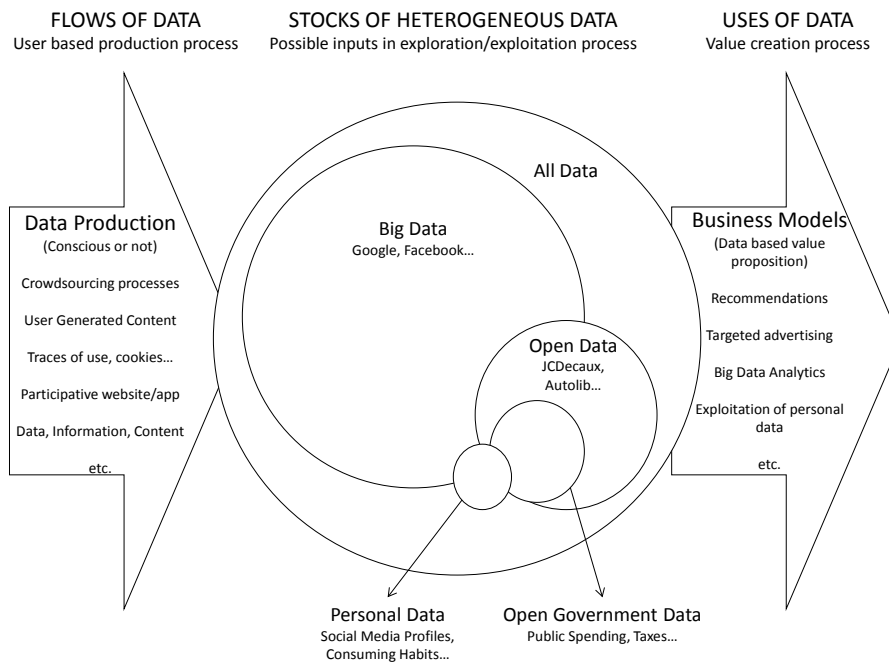 FLOWS OF DATA
User based production process
STOCKS OF HETEROGENEOUS DATA
Possible inputs in exploration/exploitation process
USES OF DATA
Value creation process
Data Production
(Conscious or not)
Crowdsourcing processes
User Generated Content
Traces of use, cookies…
Participative website/app
Data, Information, Content
etc.
All Data
Big Data
Google, Facebook…
Open Data
JCDecaux,
Autolib…
Personal Data
Social Media Profiles,
Consuming Habits…
Open Government Data
Public Spending, Taxes…
Business Models
(Data based value
proposition)
Recommendations
Targeted advertising
Big Data Analytics
Exploitation of personal
data
etc.